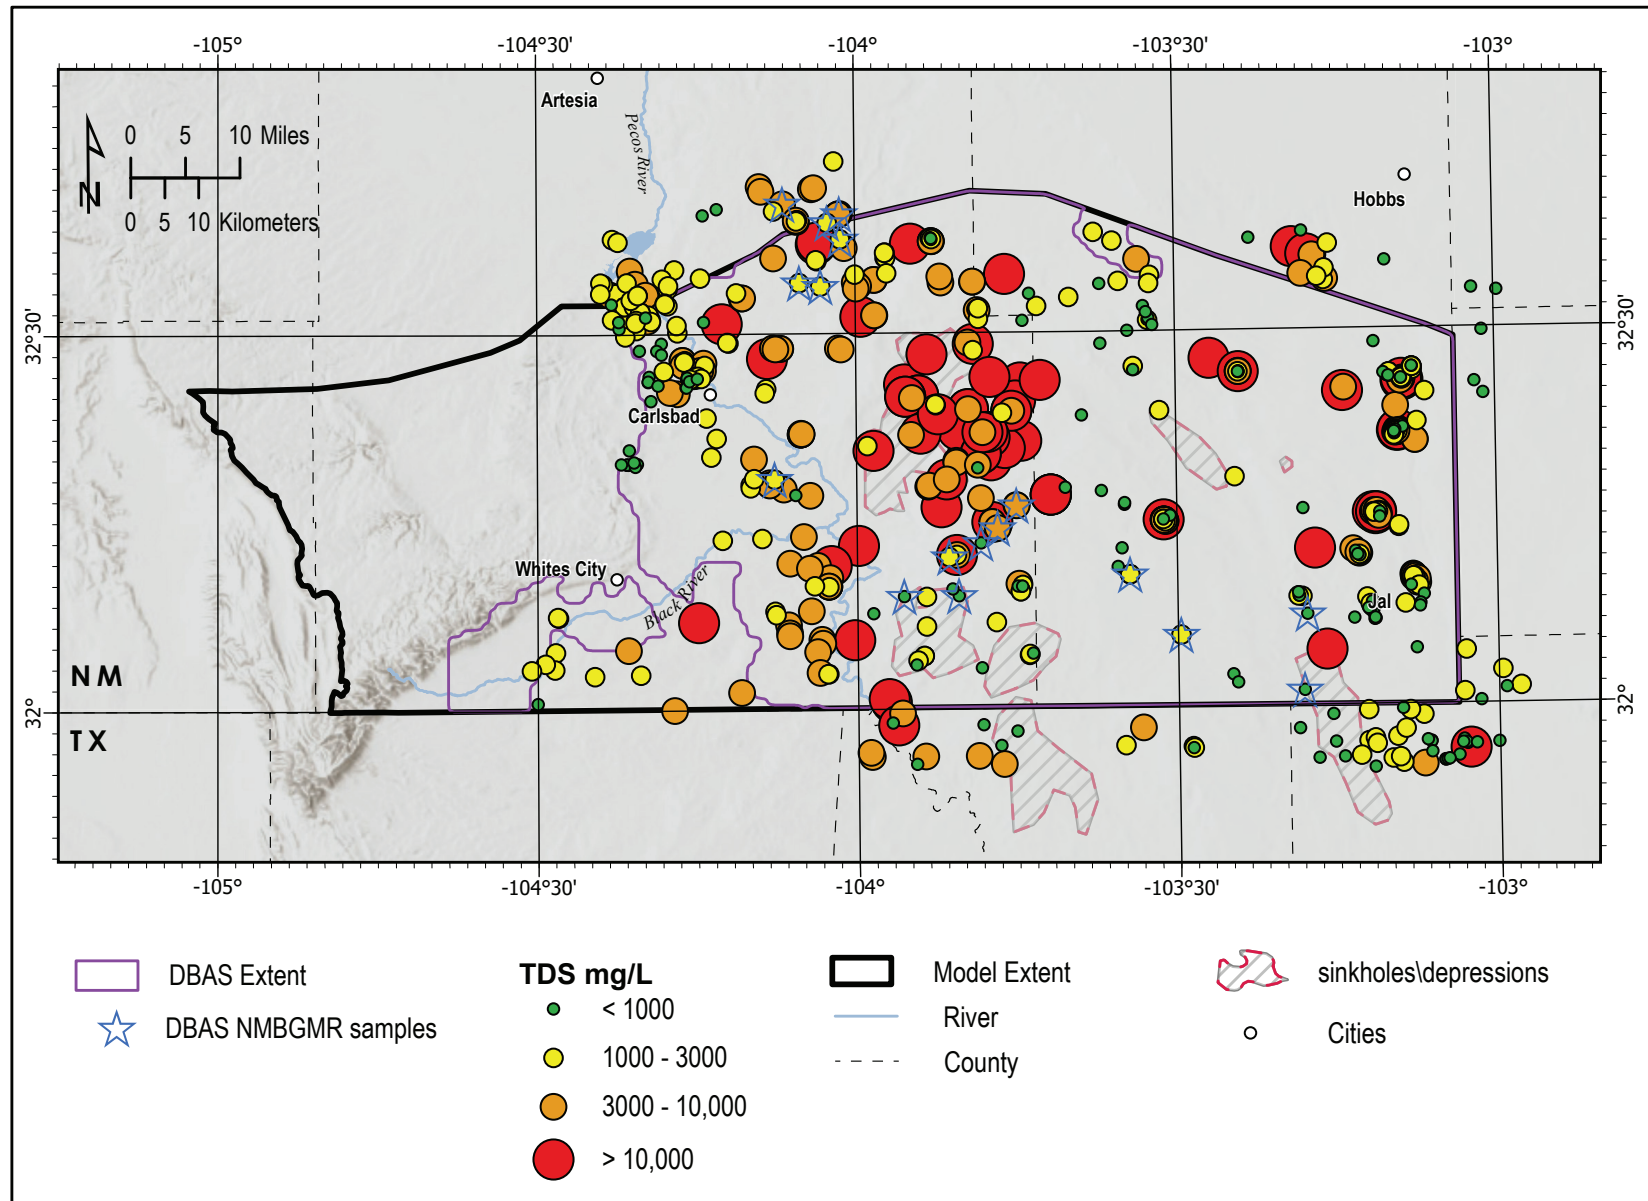 -105° -104°30' -104° -103°30' -103°
Artesia
0 5 10 Miles
Pecos River
N
Hobbs
0 5 10 Kilometers
32°30' 32°30'
Carlsbad
Whites City
Black River
Jal
NM
32° 32°
TX
-105° -104°30' -104° -103°30' -103°
DBAS Extent
DBAS NMBGMR samples
TDS mg/L
< 1000
1000 - 3000
3000 - 10,000
> 10,000
Model Extent
River
County
sinkholes\depressions
Cities